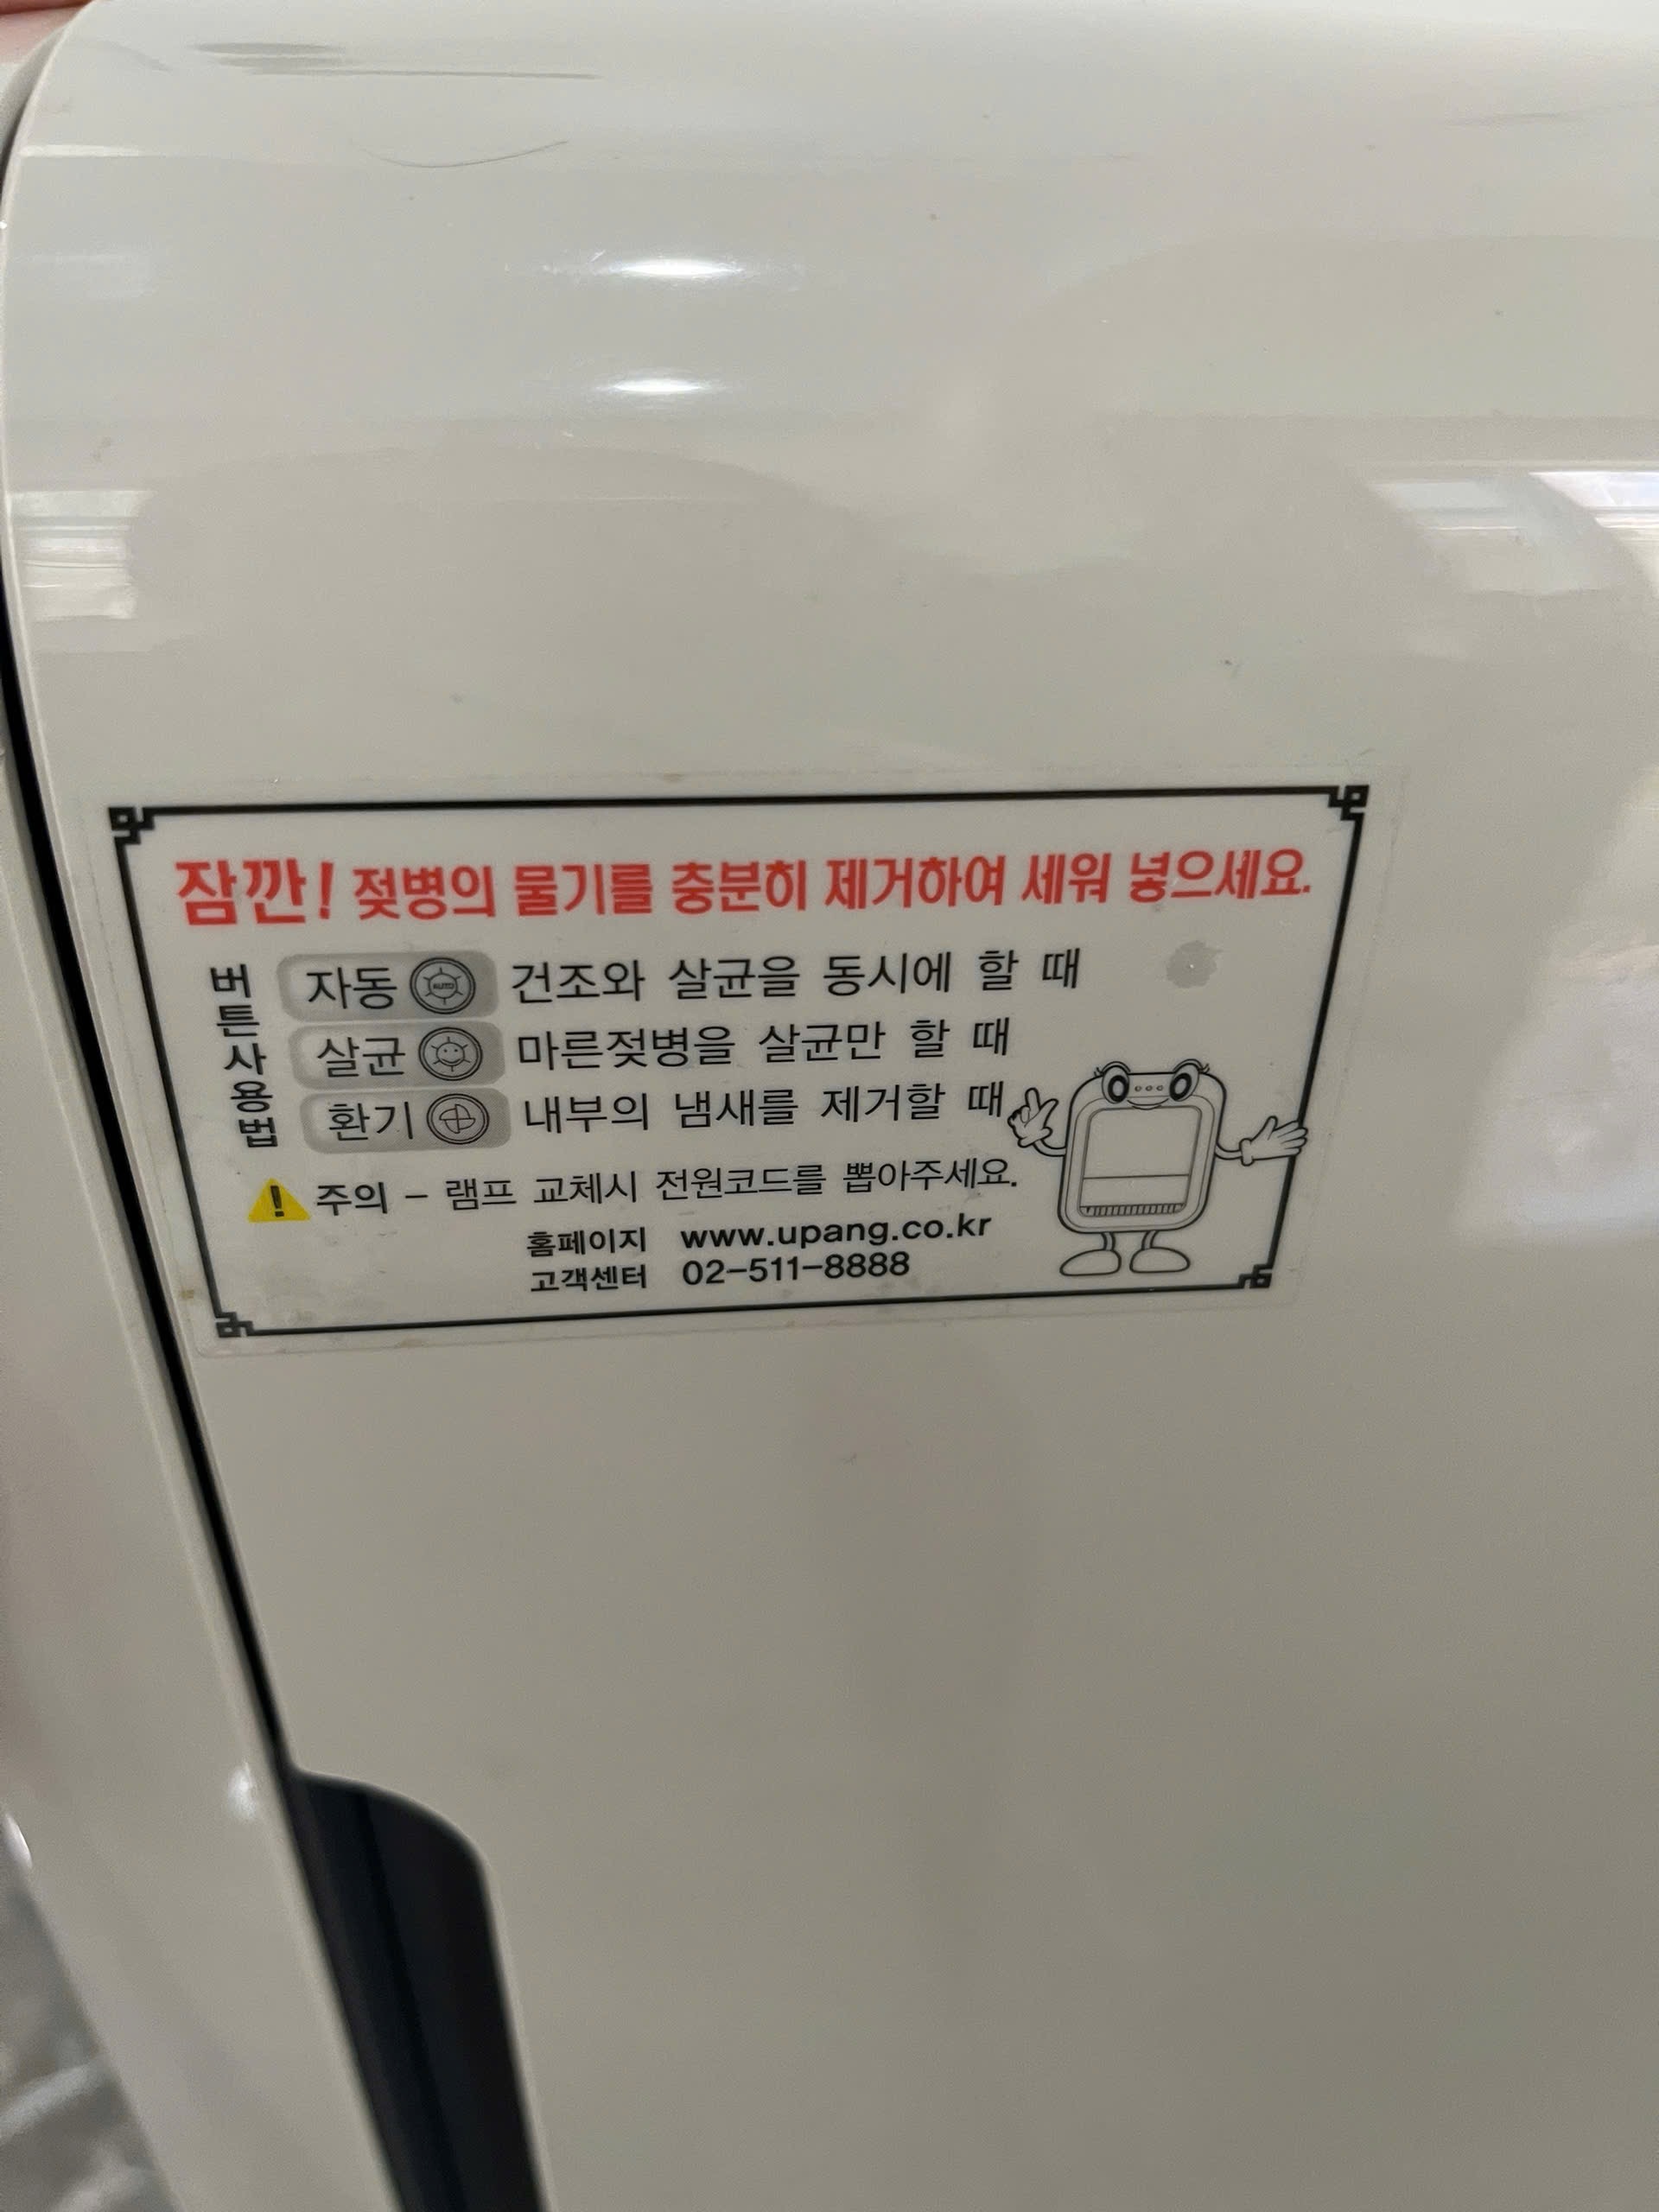 잠깐! 젖병의 물기를 충분히 제거하여 세워 넣으세요.
버튼사용법
자동 AUTO 건조와 살균을 동시에 할 때
살균 마른젖병을 살균만 할 때
환기 내부의 냄새를 제거할 때
주의 - 램프 교체시 전원코드를 뽑아주세요.
홈페이지 www.upang.co.kr
고객센터 02-511-8888